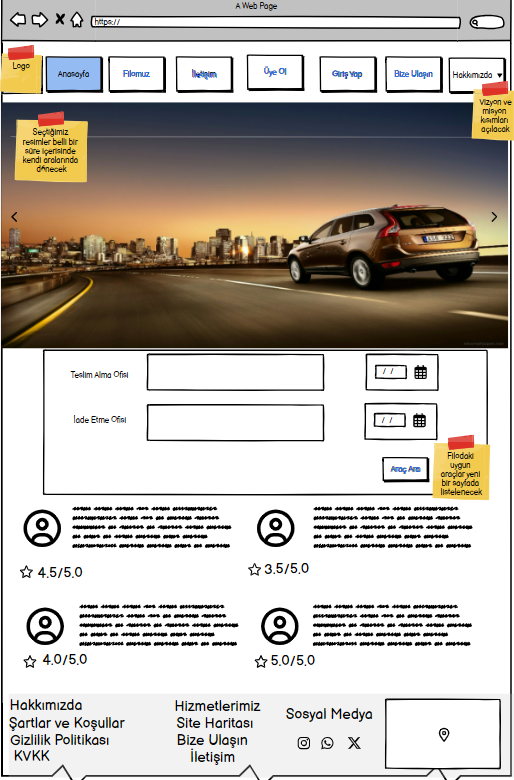 A Web Page
https://
Logo
Anasayfa
Filomuz
İletişim
Üye Ol
Giriş Yap
Bize Ulaşın
Hakkımızda
Vizyon ve
misyon
kısımları
açılacak
Seçtiğimiz
resimler belli bir
süre içerisinde
kendi aralarında
dönecek
Teslim Alma Ofisi
/ /
İade Etme Ofisi
/ /
Araç Ara
Filodaki
uygun
araçlar yeni
bir sayfada
listelenecek
4.5/5.0
3.5/5.0
4.0/5.0
5.0/5.0
Hakkımızda
Şartlar ve Koşullar
Gizlilik Politikası
KVKK
Hizmetlerimiz
Site Haritası
Bize Ulaşın
İletişim
Sosyal Medya